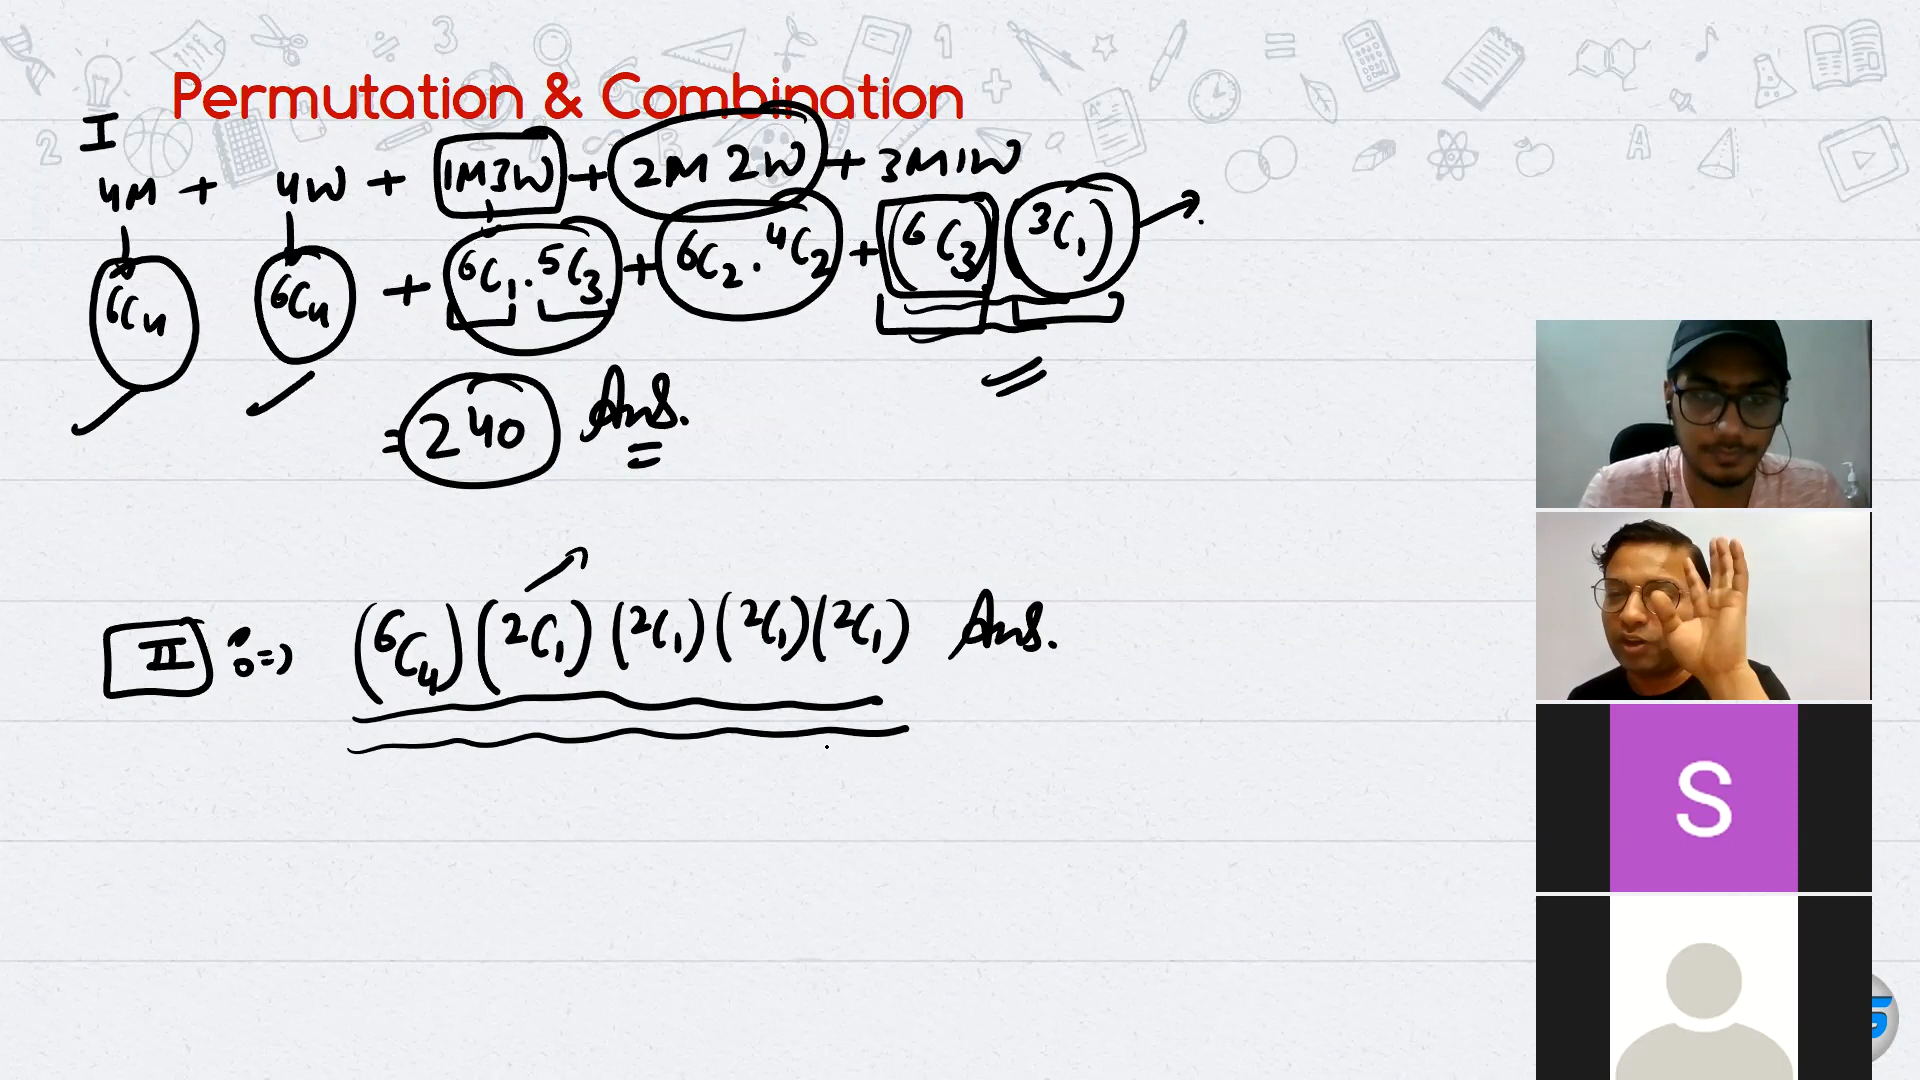 Permutation & Combination
I
4M + 4W + 1M3W + 2M 2W + 3M1W
⁶C₄ ⁶C₄ + ⁶C₁ . ⁵C₃ + ⁶C₂ . ⁴C₂ + (⁶C₃) (³C₁)
= 240 Ans.
II : => (⁶C₄) (²C₁) (²C₁) (²C₁) (²C₁) Ans.
S